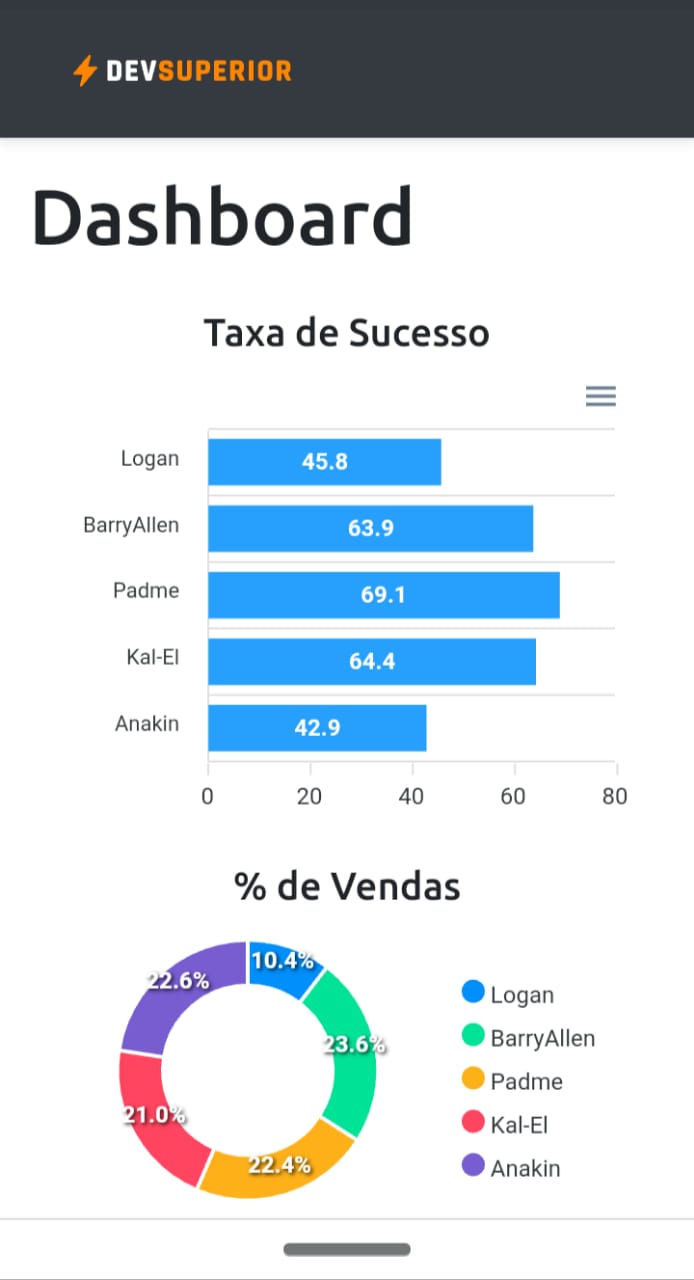 DEVSUPERIOR
Dashboard
Taxa de Sucesso
Logan 45.8
BarryAllen 63.9
Padme 69.1
Kal-El 64.4
Anakin 42.9
0 20 40 60 80
% de Vendas
10.4%
22.6%
23.6%
21.0%
22.4%
Logan
BarryAllen
Padme
Kal-El
Anakin